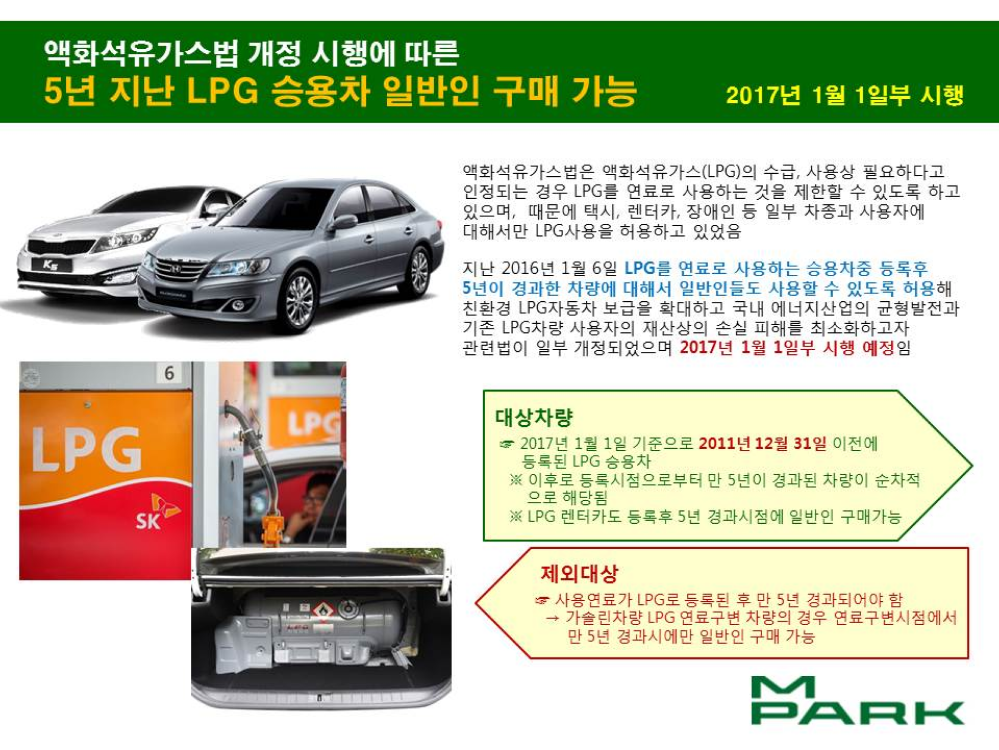 액화석유가스법 개정 시행에 따른
5년 지난 LPG 승용차 일반인 구매 가능
2017년 1월 1일부 시행
액화석유가스법은 액화석유가스(LPG)의 수급, 사용상 필요하다고
인정되는 경우 LPG를 연료로 사용하는 것을 제한할 수 있도록 하고
있으며, 때문에 택시, 렌터카, 장애인 등 일부 차종과 사용자에
대해서만 LPG사용을 허용하고 있었음
지난 2016년 1월 6일 LPG를 연료로 사용하는 승용차중 등록후
5년이 경과한 차량에 대해서 일반인들도 사용할 수 있도록 허용해
친환경 LPG자동차 보급을 확대하고 국내 에너지산업의 균형발전과
기존 LPG차량 사용자의 재산상의 손실 피해를 최소화하고자
관련법이 일부 개정되었으며 2017년 1월 1일부 시행 예정임
K5
6
LPG
LPG
SK
LPG
대상차량
☞ 2017년 1월 1일 기준으로 2011년 12월 31일 이전에
등록된 LPG 승용차
※ 이후로 등록시점으로부터 만 5년이 경과된 차량이 순차적
으로 해당됨
※ LPG 렌터카도 등록후 5년 경과시점에 일반인 구매가능
제외대상
☞ 사용연료가 LPG로 등록된 후 만 5년 경과되어야 함
→ 가솔린차량 LPG 연료구변 차량의 경우 연료구변시점에서
만 5년 경과시에만 일반인 구매 가능
M
PARK